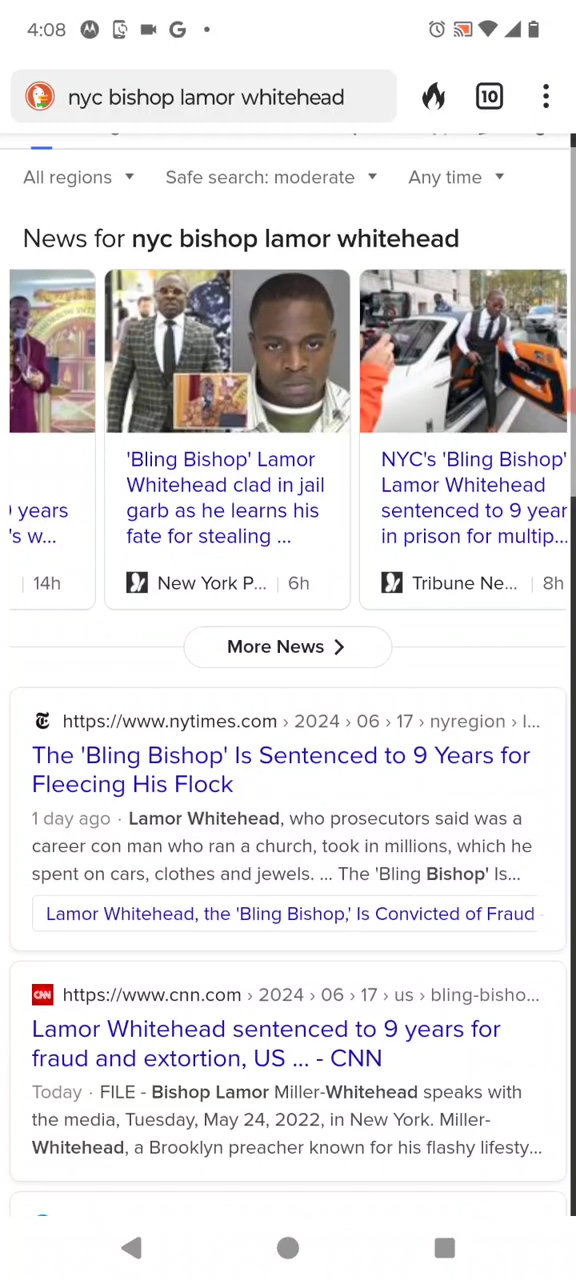 4:08
nyc bishop lamor whitehead
10
All regions
Safe search: moderate
Any time
News for nyc bishop lamor whitehead
years
's w...
14h
'Bling Bishop' Lamor
Whitehead clad in jail
garb as he learns his
fate for stealing ...
New York P... | 6h
NYC's 'Bling Bishop'
Lamor Whitehead
sentenced to 9 year
in prison for multip...
Tribune Ne... | 8h
More News
https://www.nytimes.com › 2024 › 06 › 17 › nyregion › l...
The 'Bling Bishop' Is Sentenced to 9 Years for
Fleecing His Flock
1 day ago · Lamor Whitehead, who prosecutors said was a
career con man who ran a church, took in millions, which he
spent on cars, clothes and jewels. ... The 'Bling Bishop' Is...
Lamor Whitehead, the 'Bling Bishop,' Is Convicted of Fraud
CNN
https://www.cnn.com › 2024 › 06 › 17 › us › bling-bisho...
Lamor Whitehead sentenced to 9 years for
fraud and extortion, US ... - CNN
Today · FILE - Bishop Lamor Miller-Whitehead speaks with
the media, Tuesday, May 24, 2022, in New York. Miller-
Whitehead, a Brooklyn preacher known for his flashy lifesty...